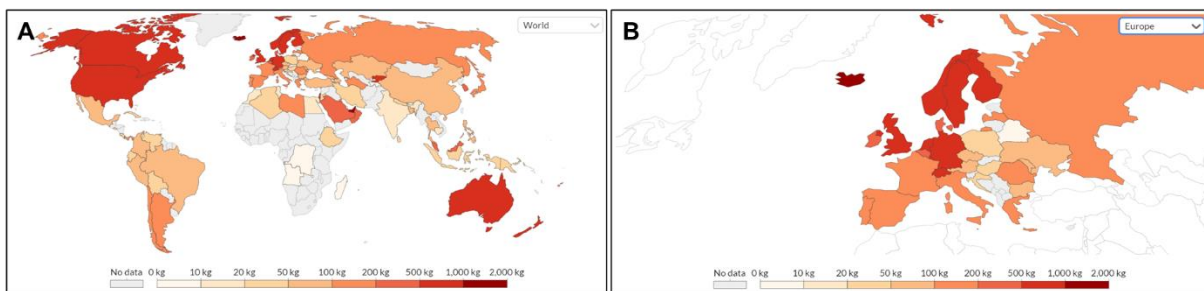 A
World
No data
0 kg
10 kg
20 kg
50 kg
100 kg
200 kg
500 kg
1,000 kg
2,000 kg
B
Europe
No data
0 kg
10 kg
20 kg
50 kg
100 kg
200 kg
500 kg
1,000 kg
2,000 kg